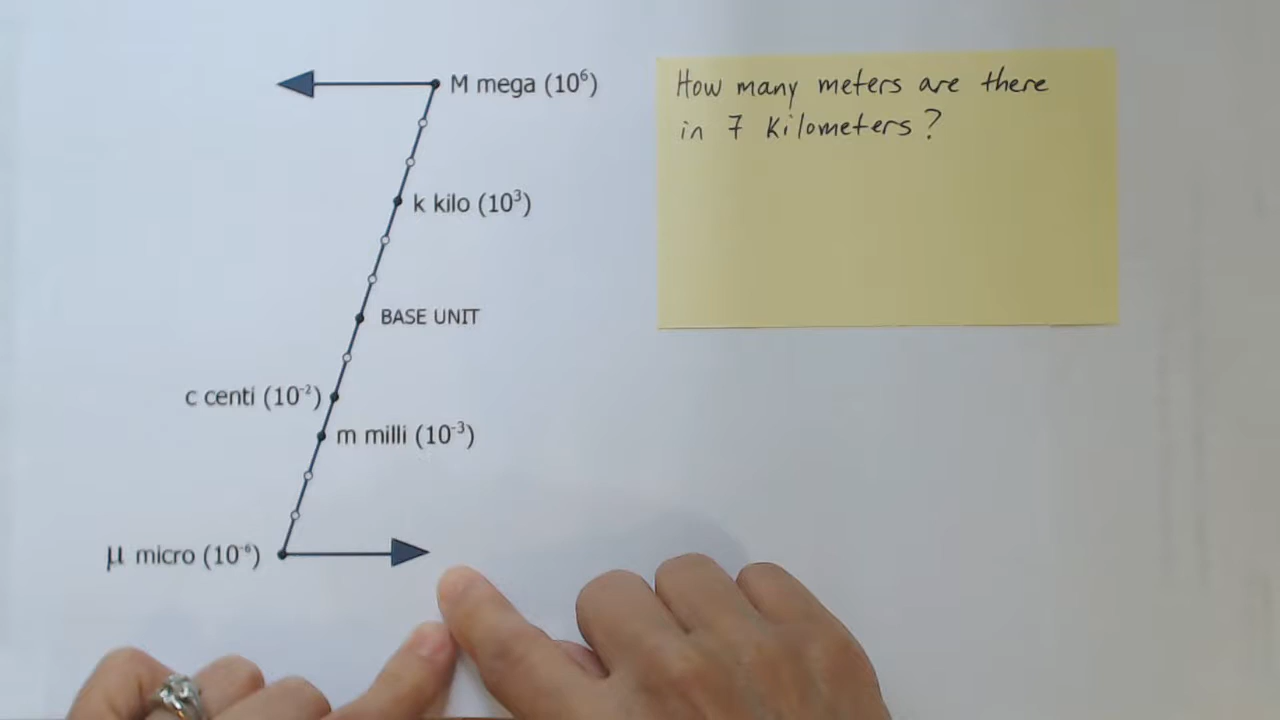 M mega (10⁶)
k kilo (10³)
BASE UNIT
c centi (10⁻²)
m milli (10⁻³)
µ micro (10⁻⁶)
How many meters are there
in 7 Kilometers?